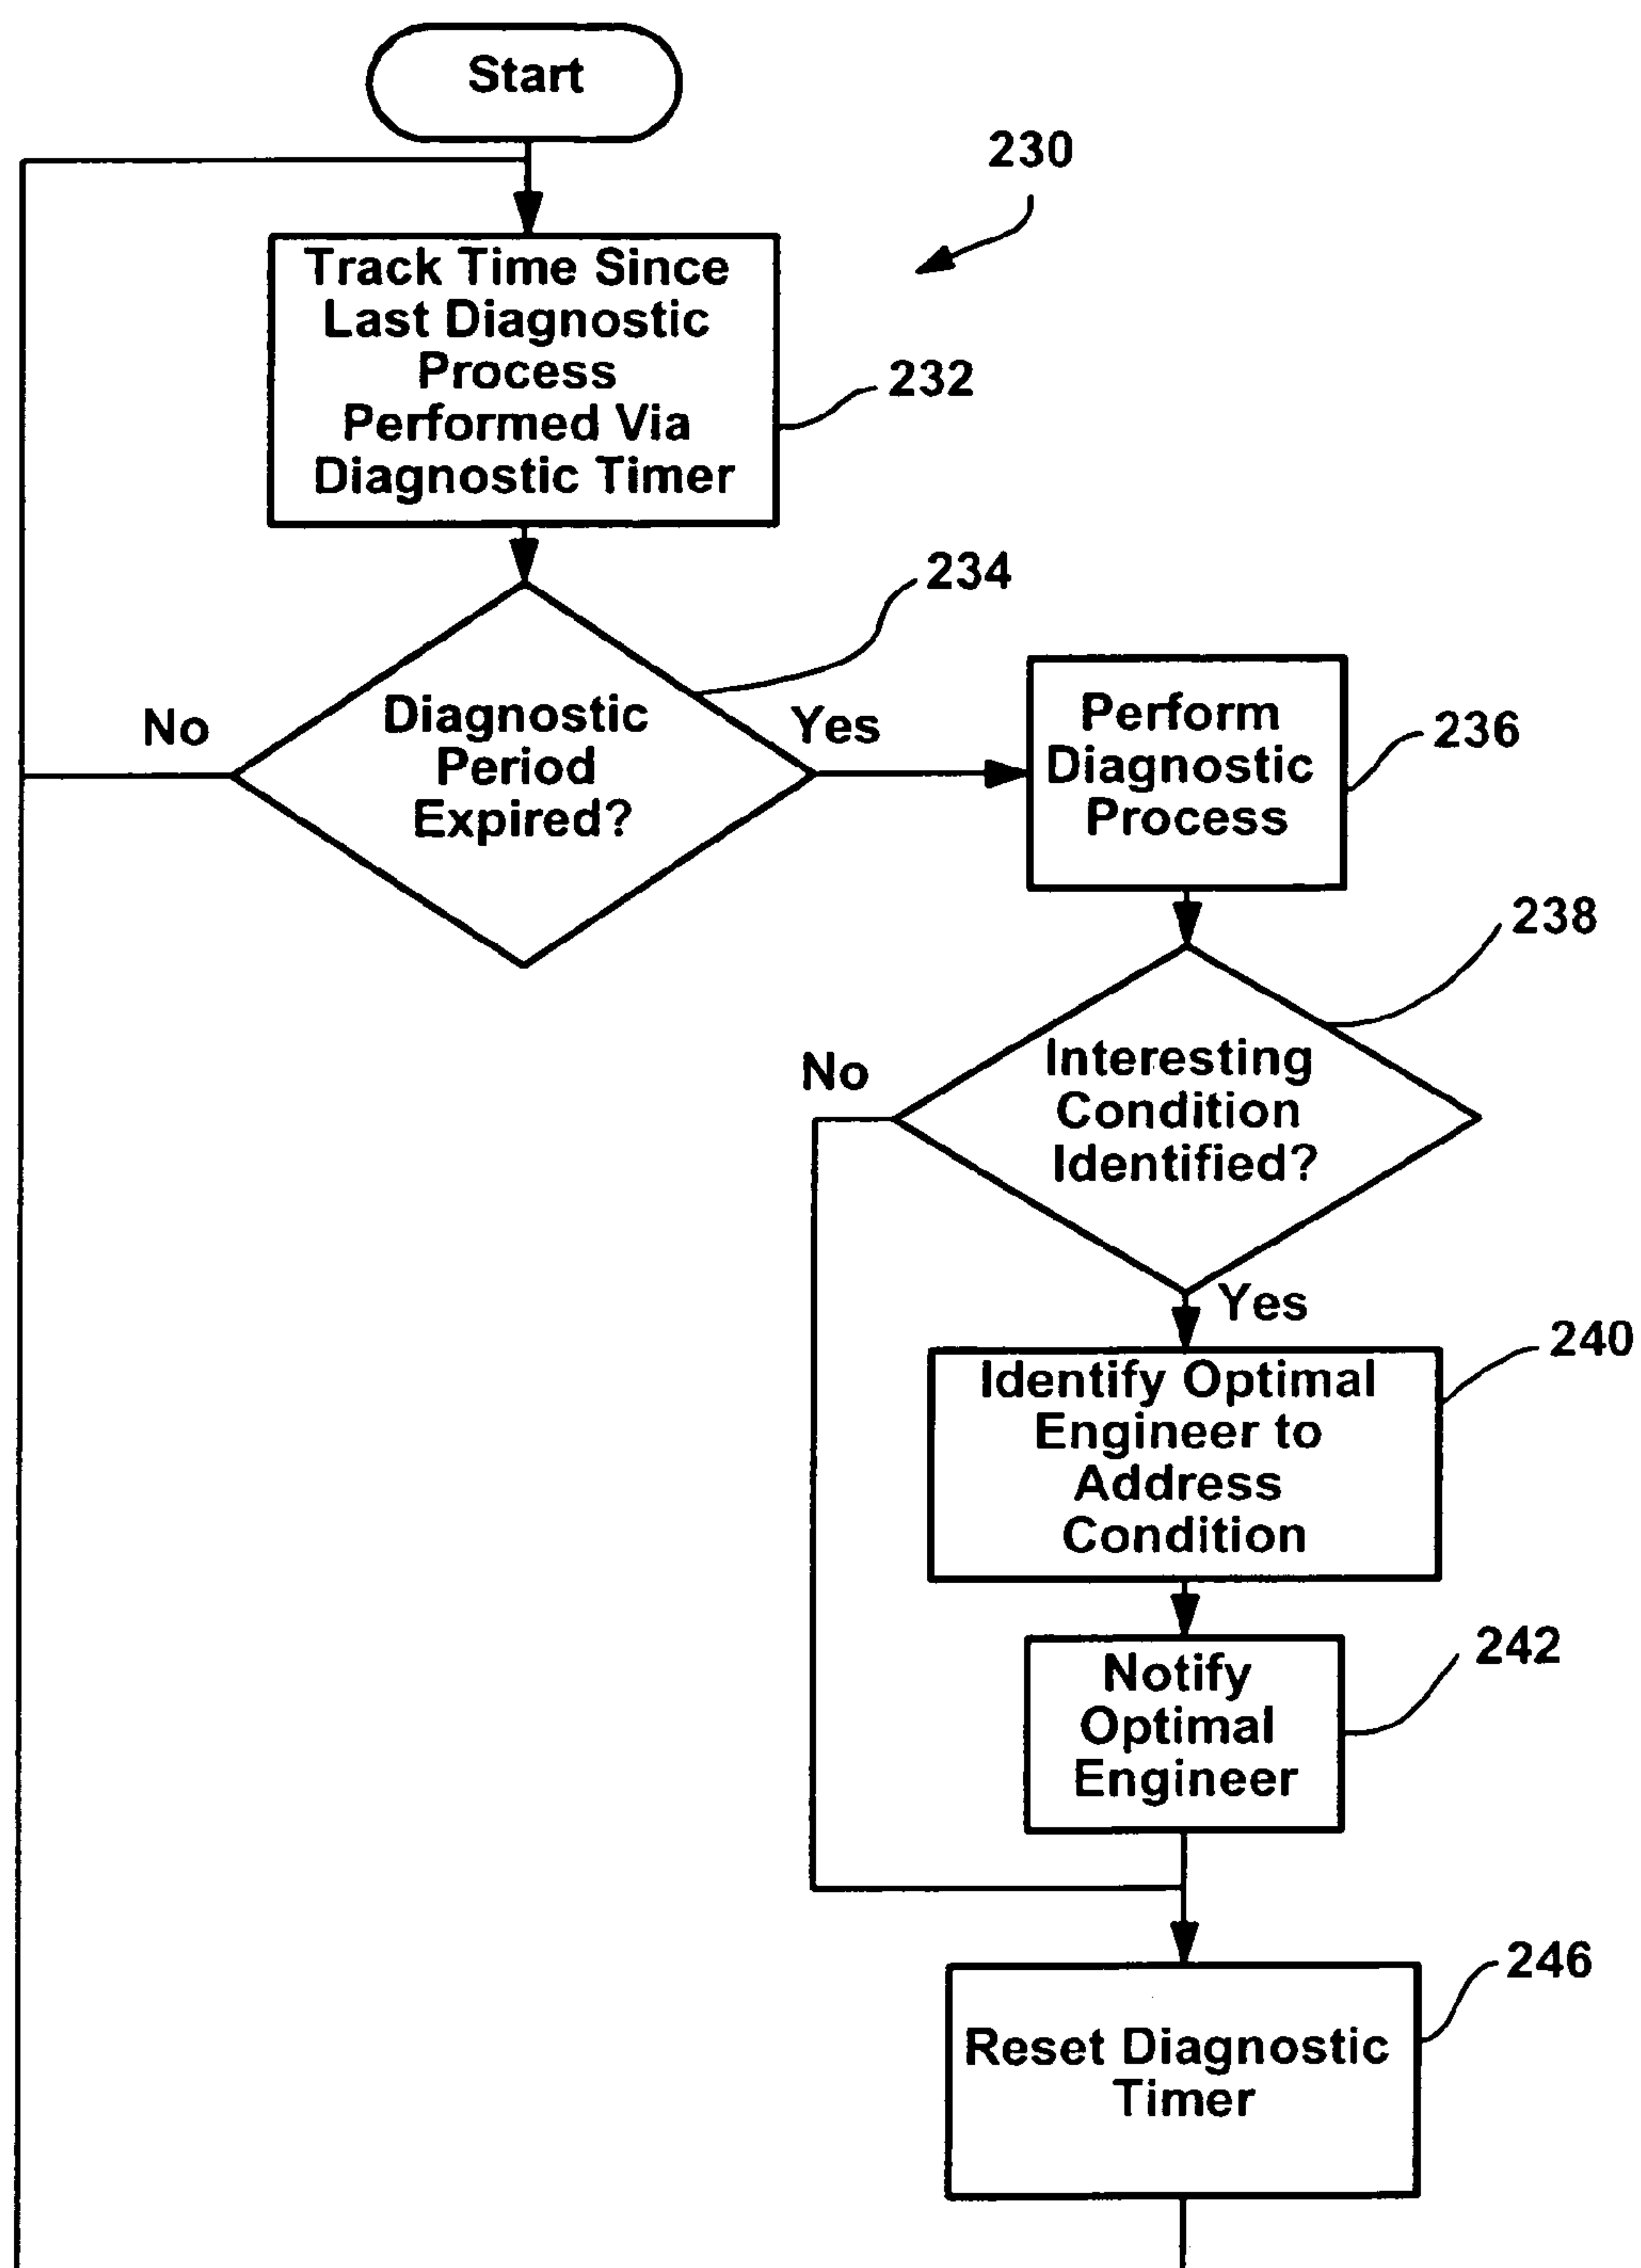 Start
230
Track Time Since
Last Diagnostic
Process
Performed Via
Diagnostic Timer
232
234
No
Diagnostic
Period
Expired?
Yes
Perform
Diagnostic
Process
236
238
No
Interesting
Condition
Identified?
Yes
240
Identify Optimal
Engineer to
Address
Condition
242
Notify
Optimal
Engineer
246
Reset Diagnostic
Timer